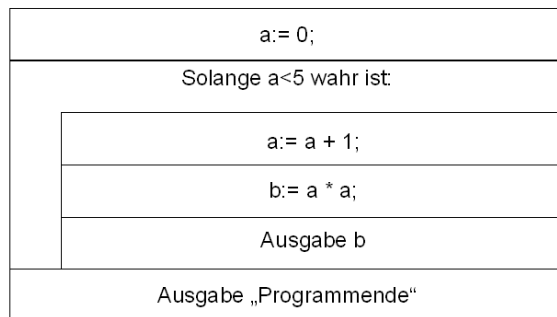 a:= 0;
Solange a<5 wahr ist:
a:= a + 1;
b:= a * a;
Ausgabe b
Ausgabe „Programmende“